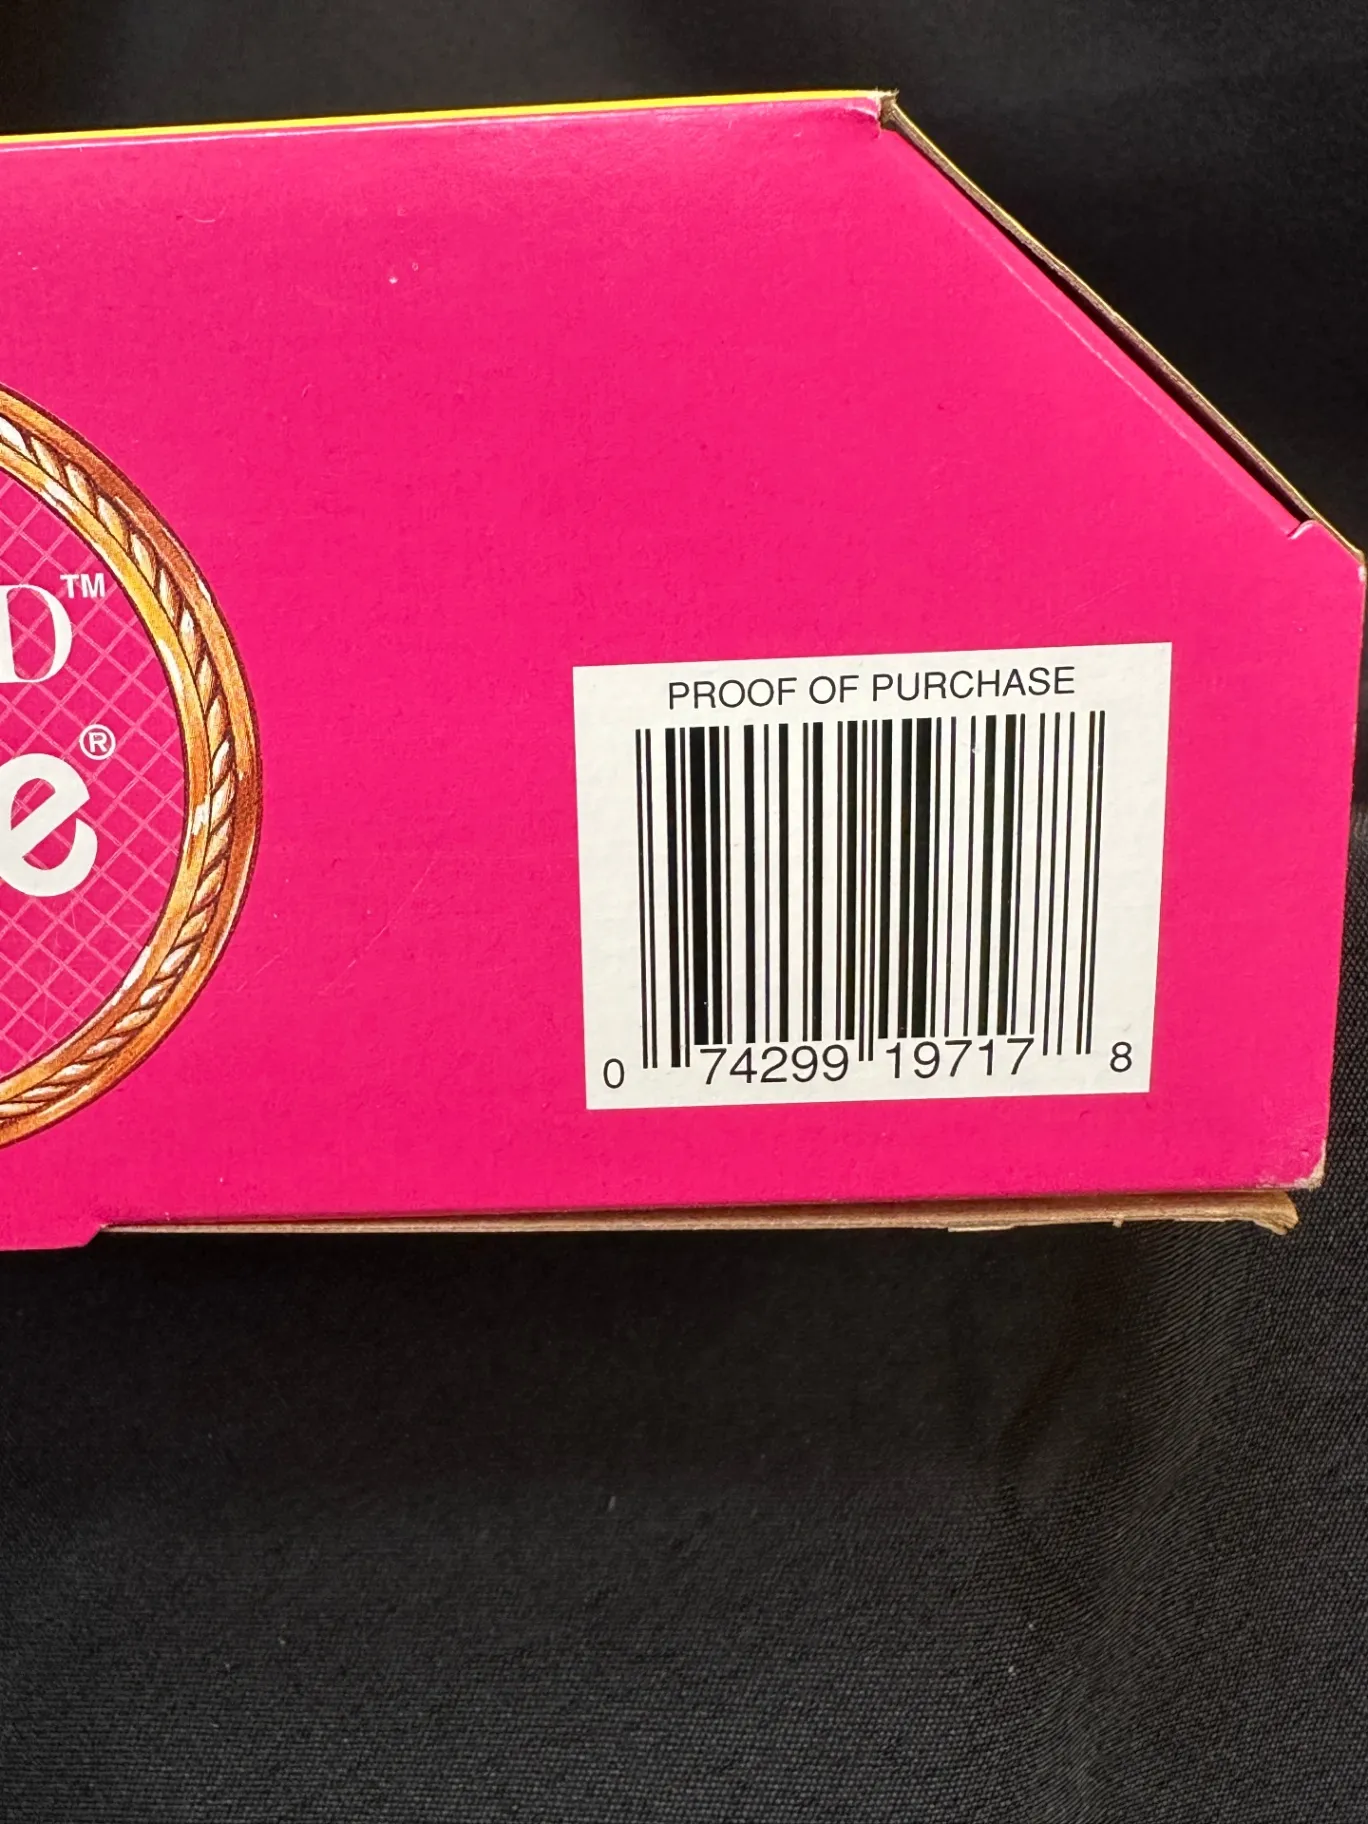 D™
e®
PROOF OF PURCHASE
0 74299 19717 8